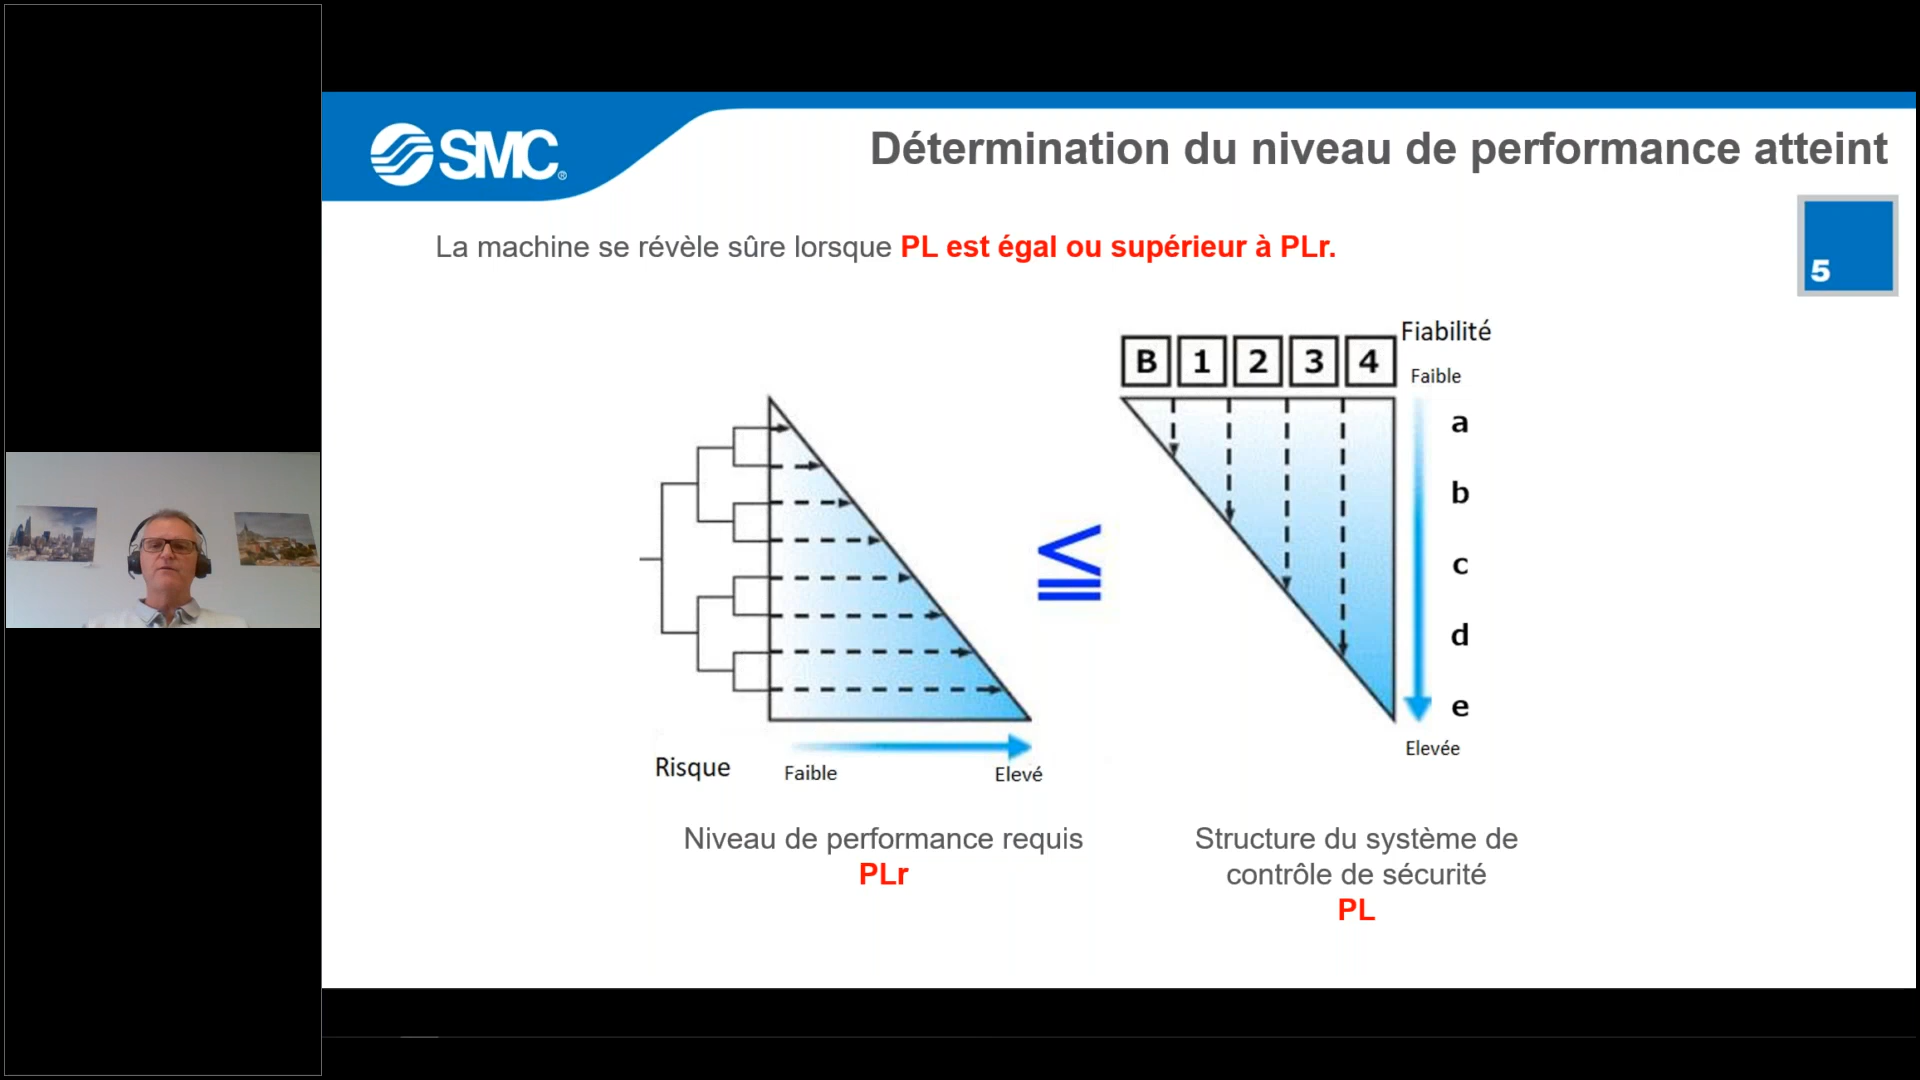 SMC®
Détermination du niveau de performance atteint
La machine se révèle sûre lorsque PL est égal ou supérieur à PLr.
5
B 1 2 3 4
Fiabilité
Faible
a
b
c
d
e
Elevée
≦
Risque
Faible
Elevé
Niveau de performance requis
PLr
Structure du système de
contrôle de sécurité
PL